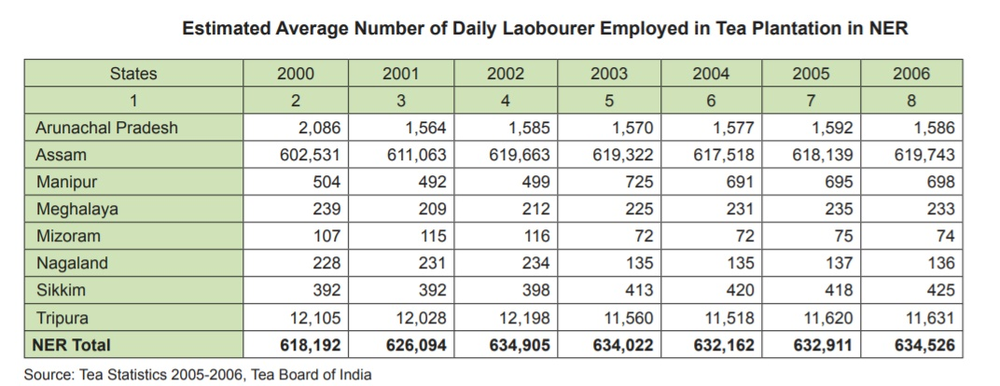 Estimated Average Number of Daily Laobourer Employed in Tea Plantation in NER
States 2000 2001 2002 2003 2004 2005 2006
1 2 3 4 5 6 7 8
Arunachal Pradesh 2,086 1,564 1,585 1,570 1,577 1,592 1,586
Assam 602,531 611,063 619,663 619,322 617,518 618,139 619,743
Manipur 504 492 499 725 691 695 698
Meghalaya 239 209 212 225 231 235 233
Mizoram 107 115 116 72 72 75 74
Nagaland 228 231 234 135 135 137 136
Sikkim 392 392 398 413 420 418 425
Tripura 12,105 12,028 12,198 11,560 11,518 11,620 11,631
NER Total 618,192 626,094 634,905 634,022 632,162 632,911 634,526
Source: Tea Statistics 2005-2006, Tea Board of India